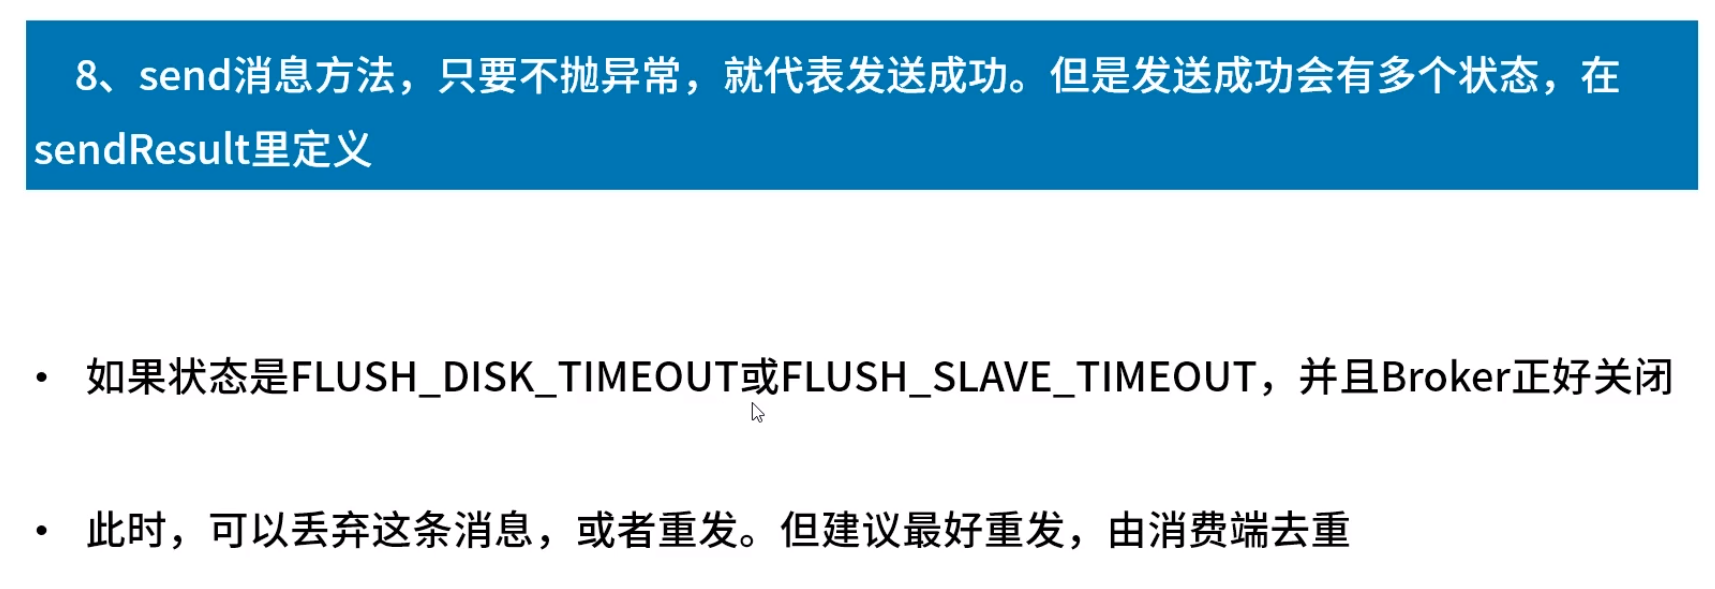 8、send消息方法，只要不抛异常，就代表发送成功。但是发送成功会有多个状态，在
sendResult里定义
• 如果状态是FLUSH_DISK_TIMEOUT或FLUSH_SLAVE_TIMEOUT，并且Broker正好关闭
• 此时，可以丢弃这条消息，或者重发。但建议最好重发，由消费端去重